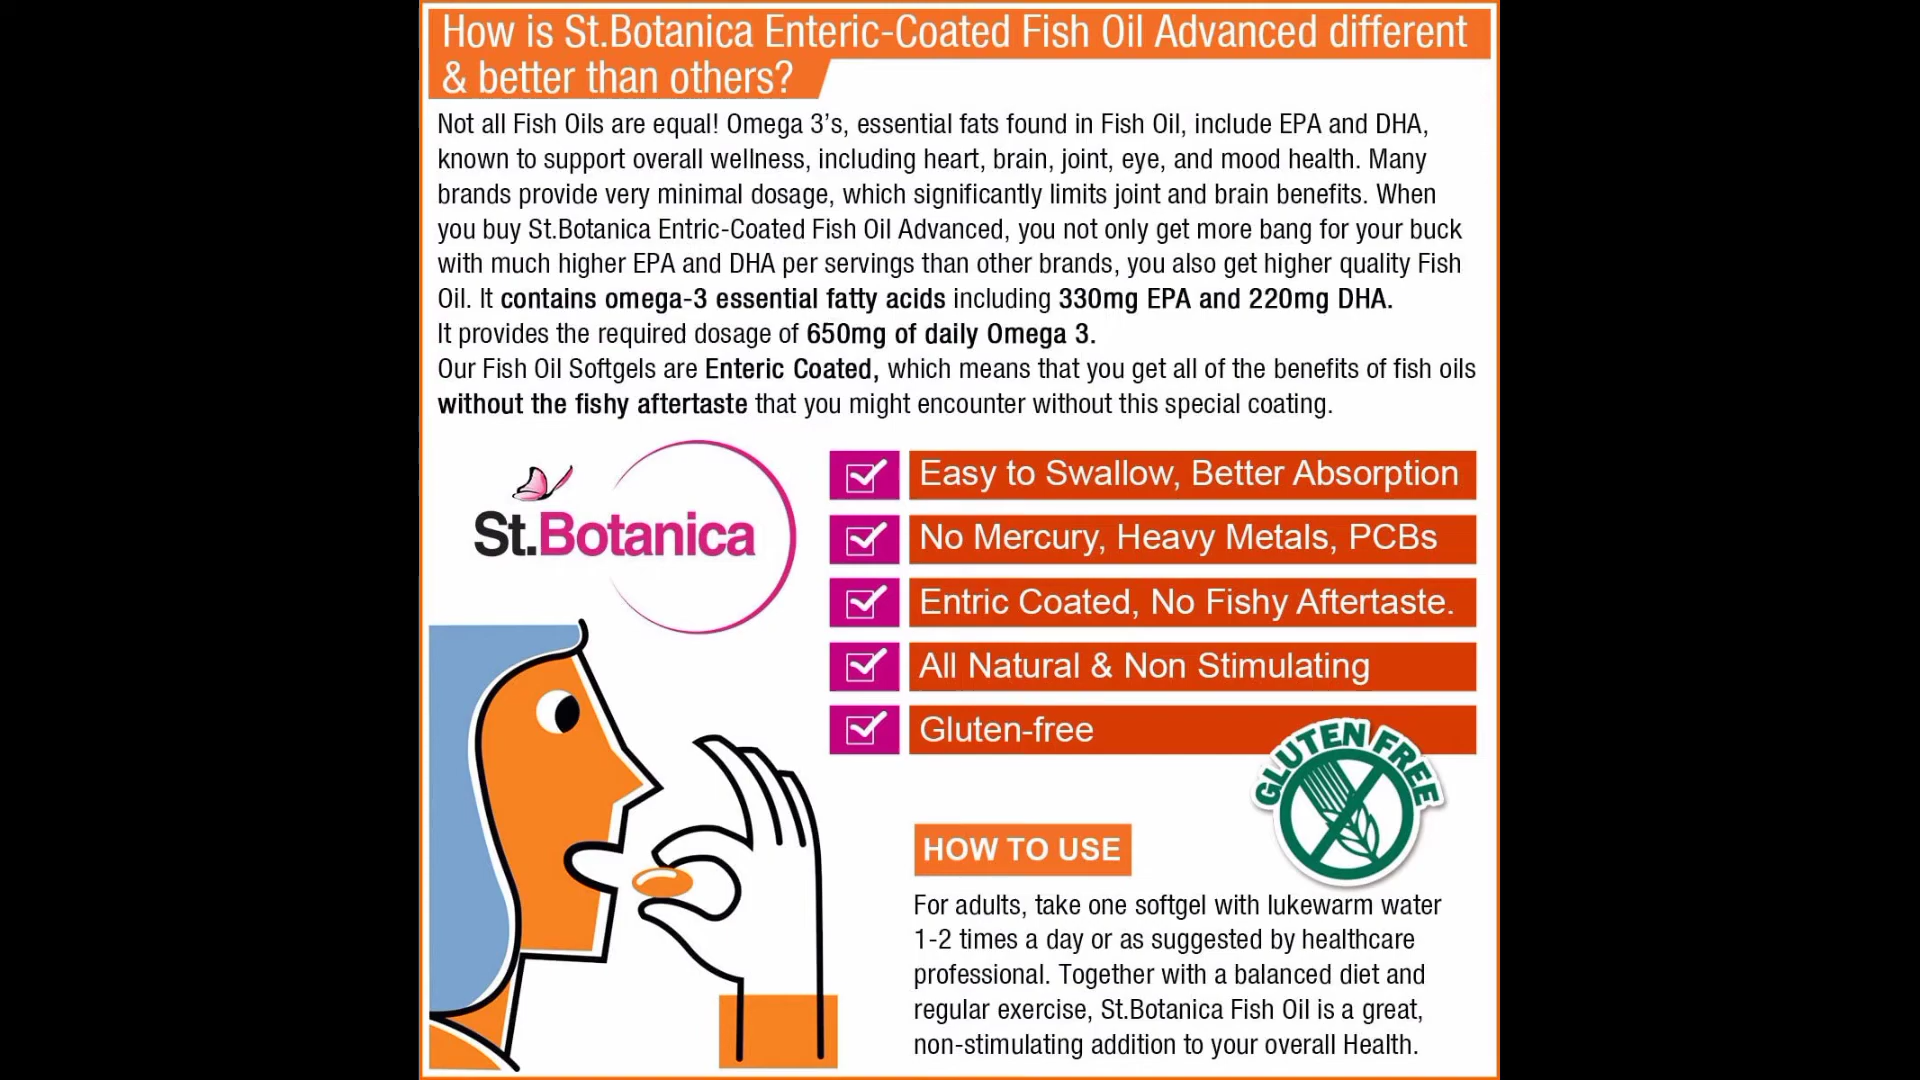 How is St.Botanica Enteric-Coated Fish Oil Advanced different
& better than others?
Not all Fish Oils are equal! Omega 3's, essential fats found in Fish Oil, include EPA and DHA,
known to support overall wellness, including heart, brain, joint, eye, and mood health. Many
brands provide very minimal dosage, which significantly limits joint and brain benefits. When
you buy St.Botanica Entric-Coated Fish Oil Advanced, you not only get more bang for your buck
with much higher EPA and DHA per servings than other brands, you also get higher quality Fish
Oil. It contains omega-3 essential fatty acids including 330mg EPA and 220mg DHA.
It provides the required dosage of 650mg of daily Omega 3.
Our Fish Oil Softgels are Enteric Coated, which means that you get all of the benefits of fish oils
without the fishy aftertaste that you might encounter without this special coating.
St.Botanica
Easy to Swallow, Better Absorption
No Mercury, Heavy Metals, PCBs
Entric Coated, No Fishy Aftertaste.
All Natural & Non Stimulating
Gluten-free
GLUTEN FREE
HOW TO USE
For adults, take one softgel with lukewarm water
1-2 times a day or as suggested by healthcare
professional. Together with a balanced diet and
regular exercise, St.Botanica Fish Oil is a great,
non-stimulating addition to your overall Health.